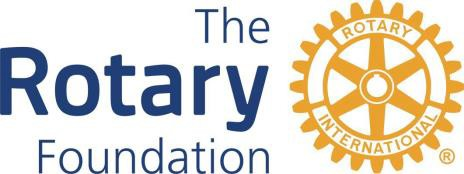 The
Rotary
Foundation
ROTARY
INTERNATIONAL
®